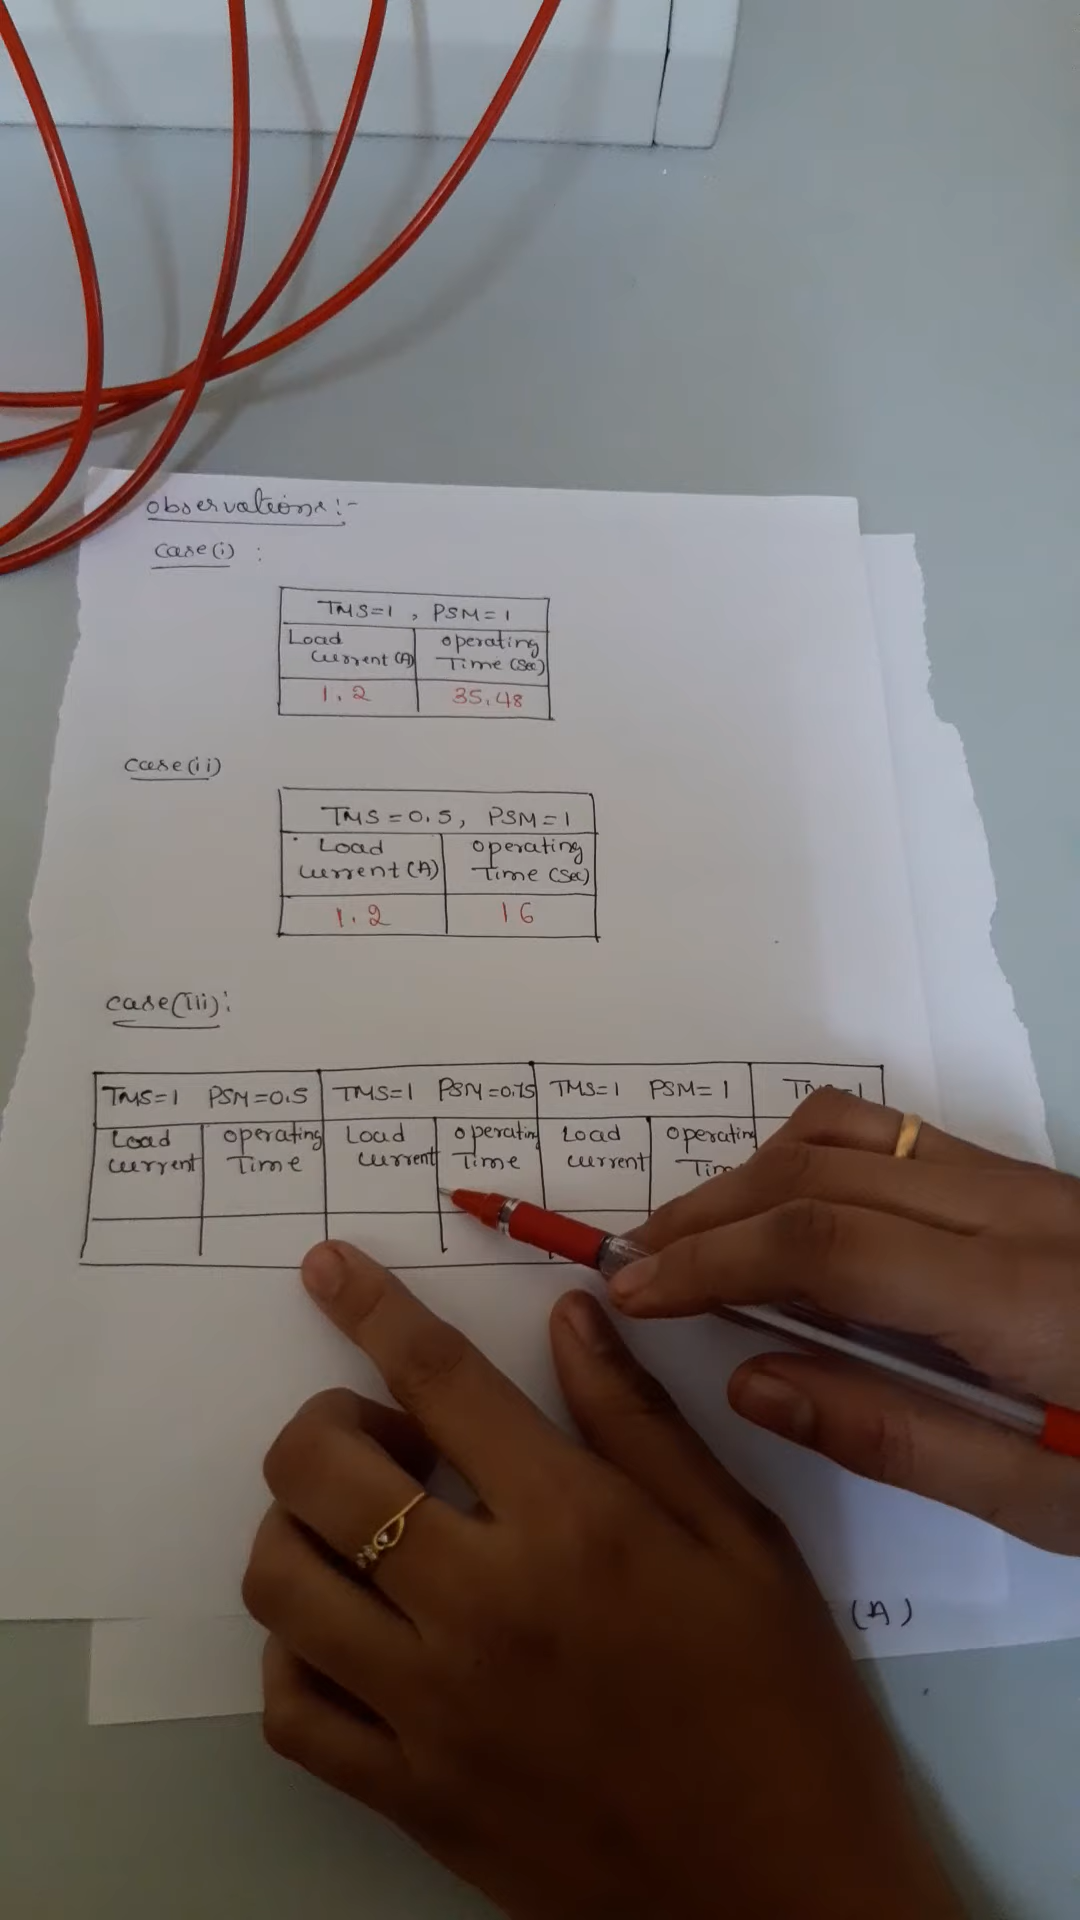 observations:-
case(i) :
TMS=1 , PSM=1
Load current(A) operating Time(sec)
1.2 35.48
case(ii)
TMS=0.5, PSM=1
Load current(A) operating Time(sec)
1.2 16
case(iii):
TMS=1 PSM=0.5 TMS=1 PSM=0.75 TMS=1 PSM=1 TMS=1
Load current operating Time Load current operating Time Load current operating
(A)